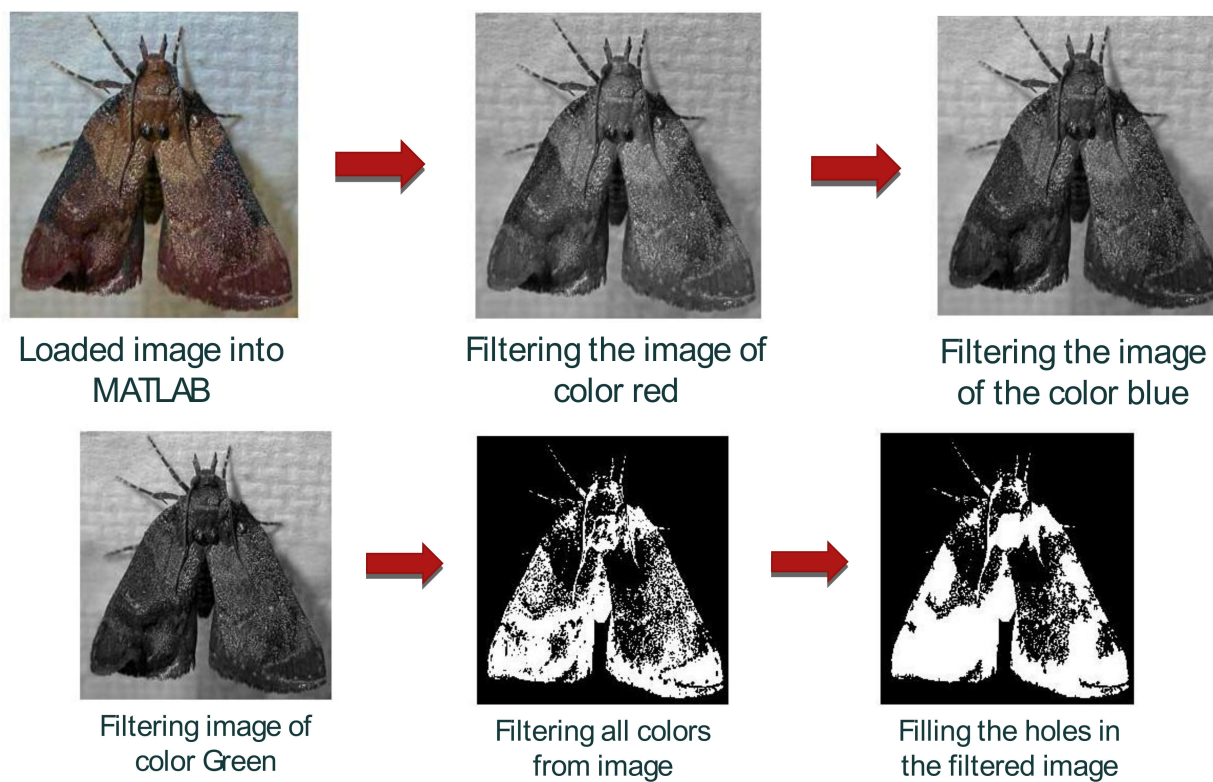 Loaded image into
MATLAB
Filtering the image of
color red
Filtering the image
of the color blue
Filtering image of
color Green
Filtering all colors
from image
Filling the holes in
the filtered image